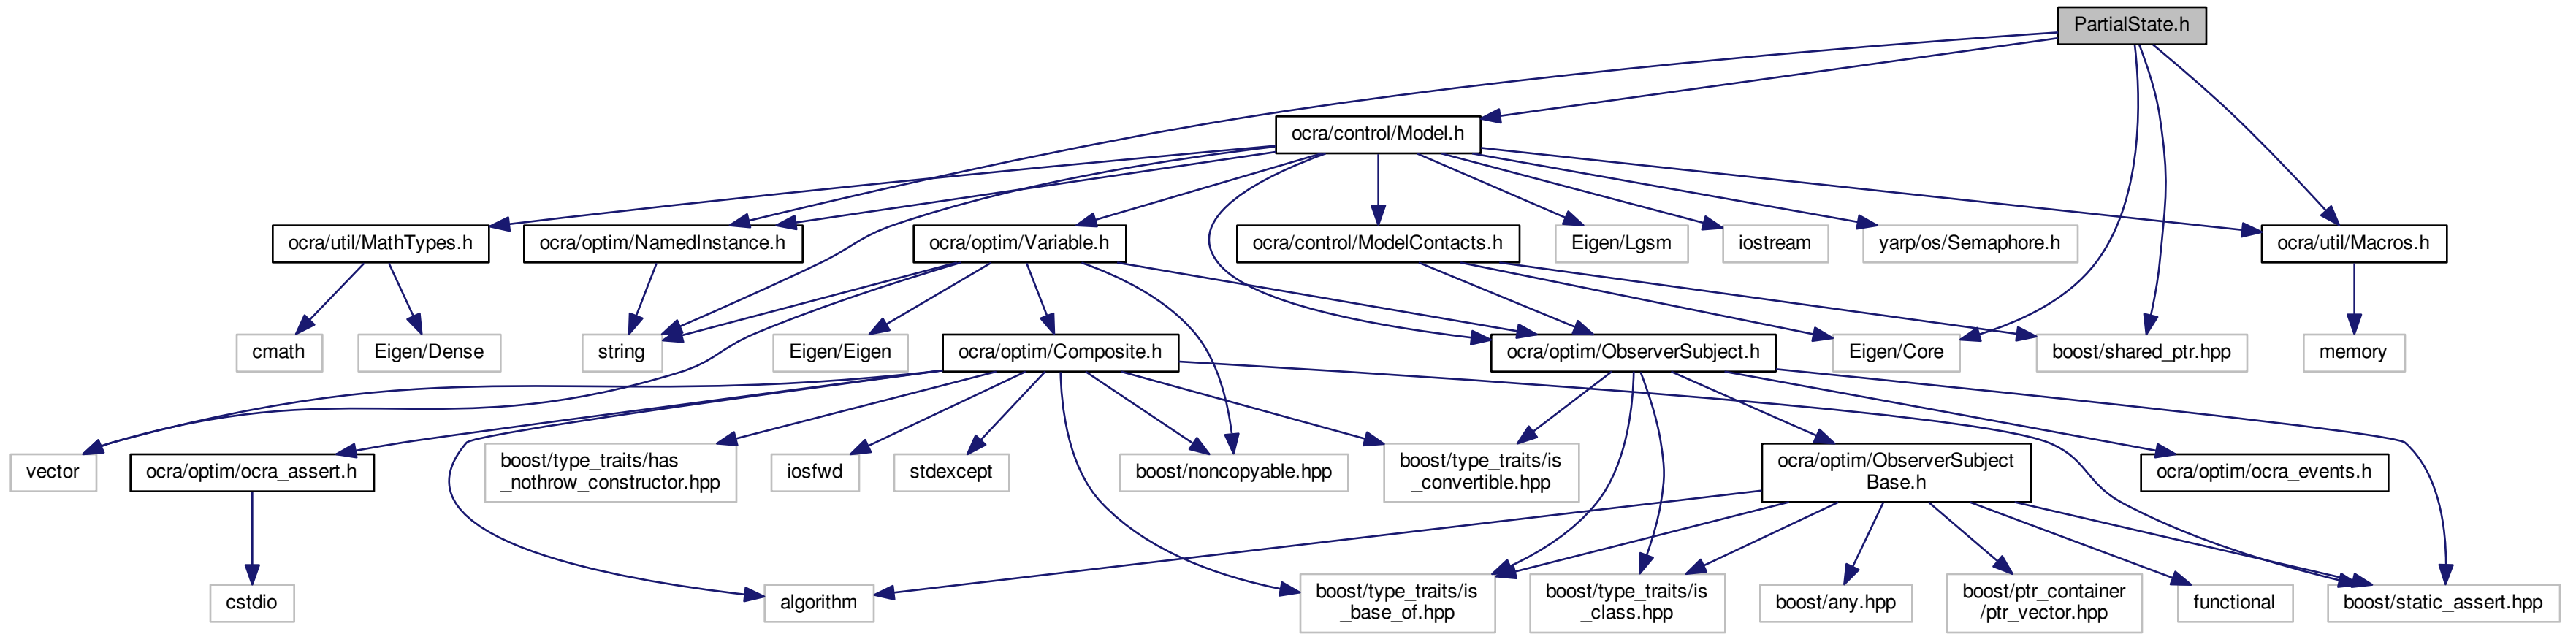 PartialState.h
ocra/control/Model.h
ocra/util/MathTypes.h
ocra/optim/NamedInstance.h
ocra/optim/Variable.h
ocra/control/ModelContacts.h
Eigen/Lgsm
iostream
yarp/os/Semaphore.h
ocra/util/Macros.h
cmath
Eigen/Dense
string
Eigen/Eigen
ocra/optim/Composite.h
ocra/optim/ObserverSubject.h
Eigen/Core
boost/shared_ptr.hpp
memory
vector
ocra/optim/ocra_assert.h
boost/type_traits/has
_nothrow_constructor.hpp
iosfwd
stdexcept
boost/noncopyable.hpp
boost/type_traits/is
_convertible.hpp
ocra/optim/ObserverSubject
Base.h
ocra/optim/ocra_events.h
cstdio
algorithm
boost/type_traits/is
_base_of.hpp
boost/type_traits/is
_class.hpp
boost/any.hpp
boost/ptr_container
/ptr_vector.hpp
functional
boost/static_assert.hpp